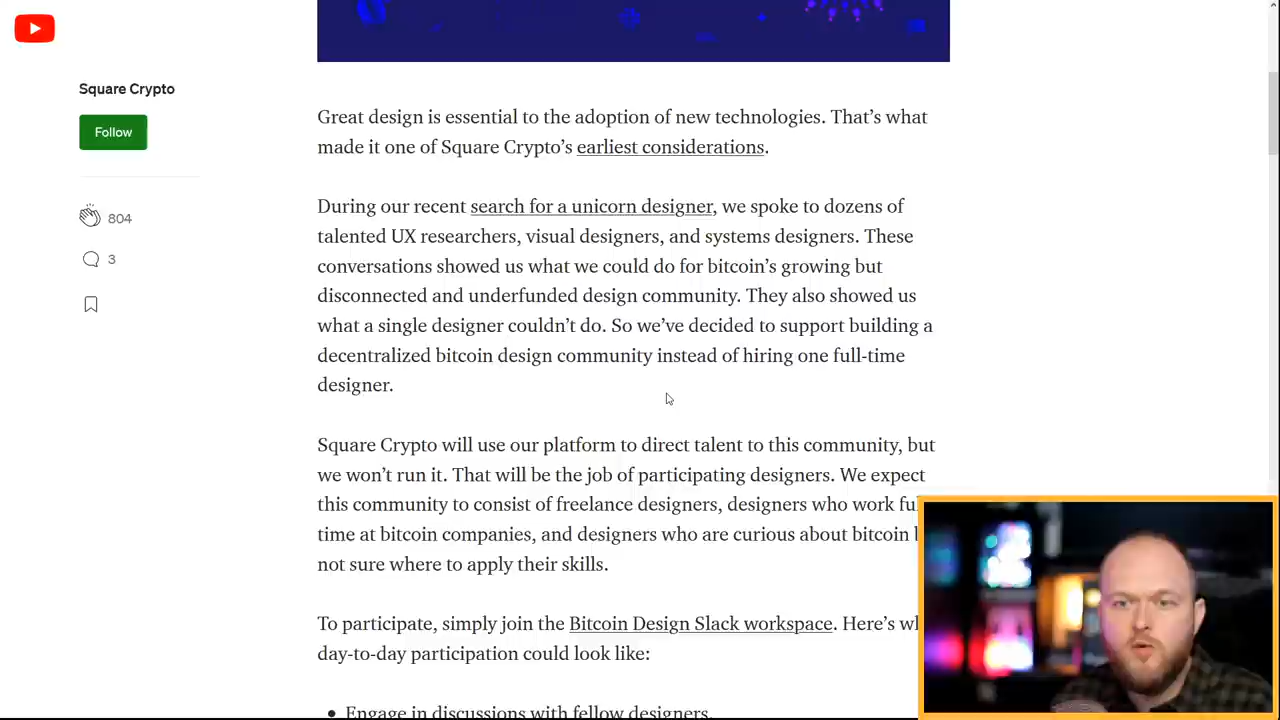 Square Crypto
Follow
804
3
Great design is essential to the adoption of new technologies. That’s what
made it one of Square Crypto’s earliest considerations.
During our recent search for a unicorn designer, we spoke to dozens of
talented UX researchers, visual designers, and systems designers. These
conversations showed us what we could do for bitcoin’s growing but
disconnected and underfunded design community. They also showed us
what a single designer couldn’t do. So we’ve decided to support building a
decentralized bitcoin design community instead of hiring one full-time
designer.
Square Crypto will use our platform to direct talent to this community, but
we won’t run it. That will be the job of participating designers. We expect
this community to consist of freelance designers, designers who work
time at bitcoin companies, and designers who are curious about bitcoin
not sure where to apply their skills.
To participate, simply join the Bitcoin Design Slack workspace. Here’s
day-to-day participation could look like:
• Engage in discussions with fellow designers.